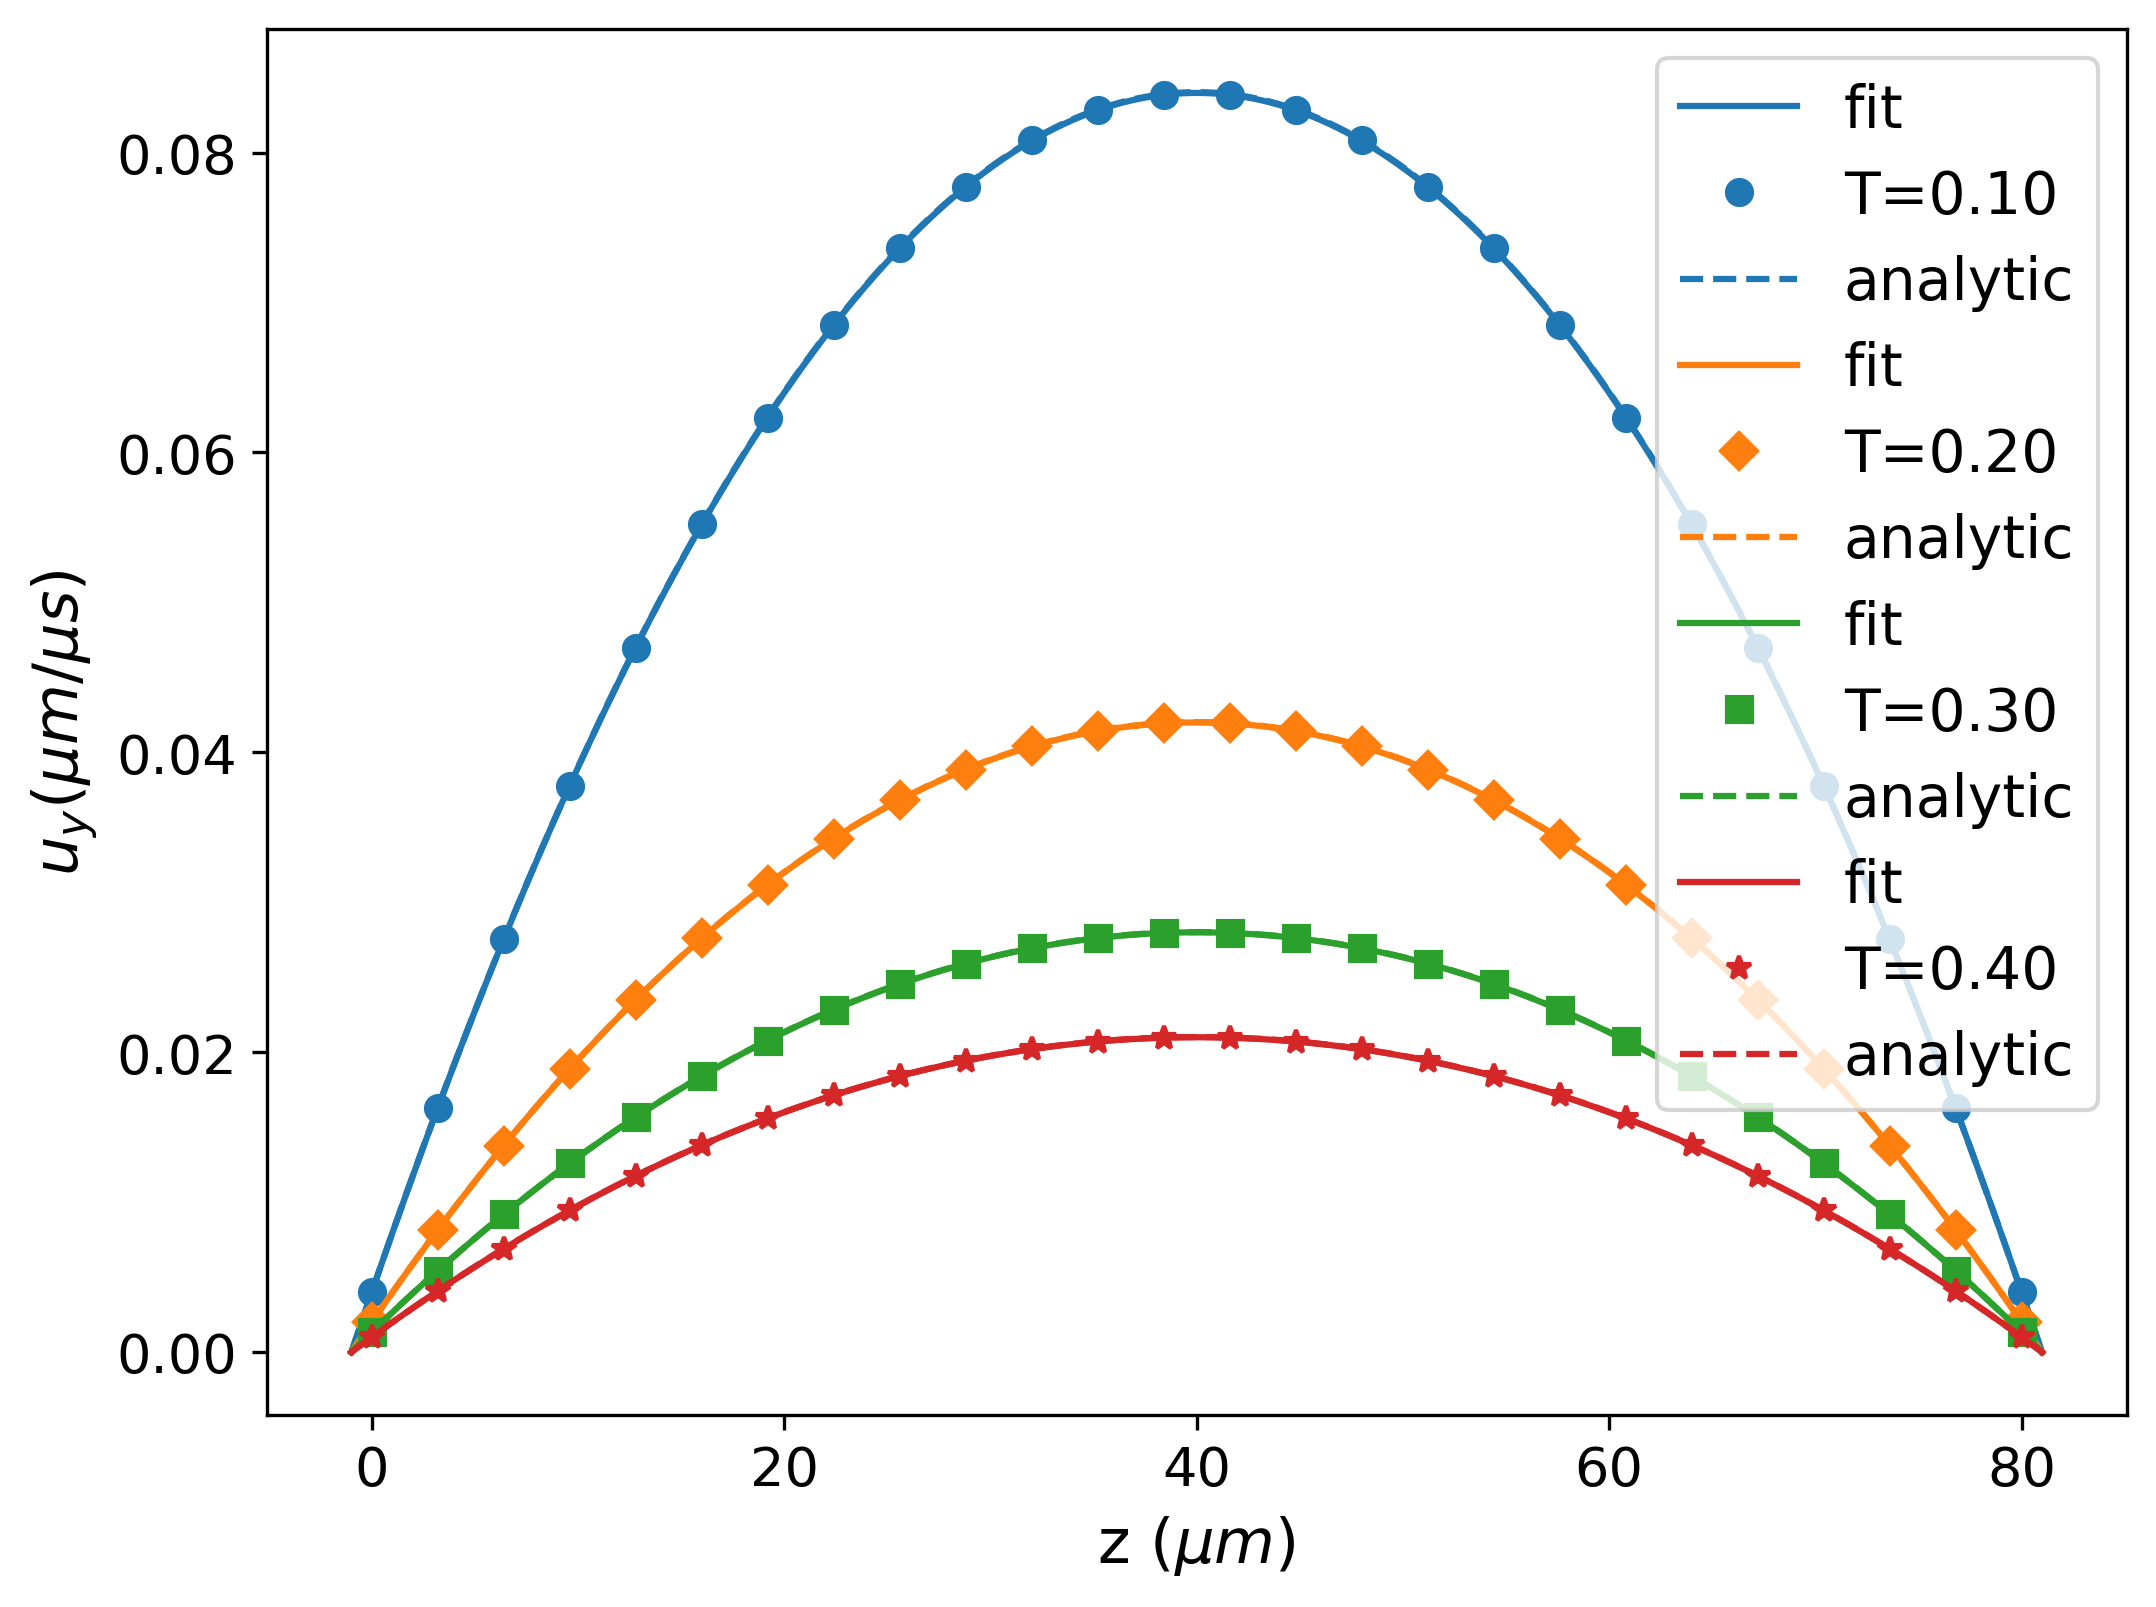 0.08
0.06
0.04
0.02
0.00
u_y(μm/μs)
0
20
40
60
80
z (μm)
fit
T=0.10
analytic
fit
T=0.20
analytic
fit
T=0.30
analytic
fit
T=0.40
analytic